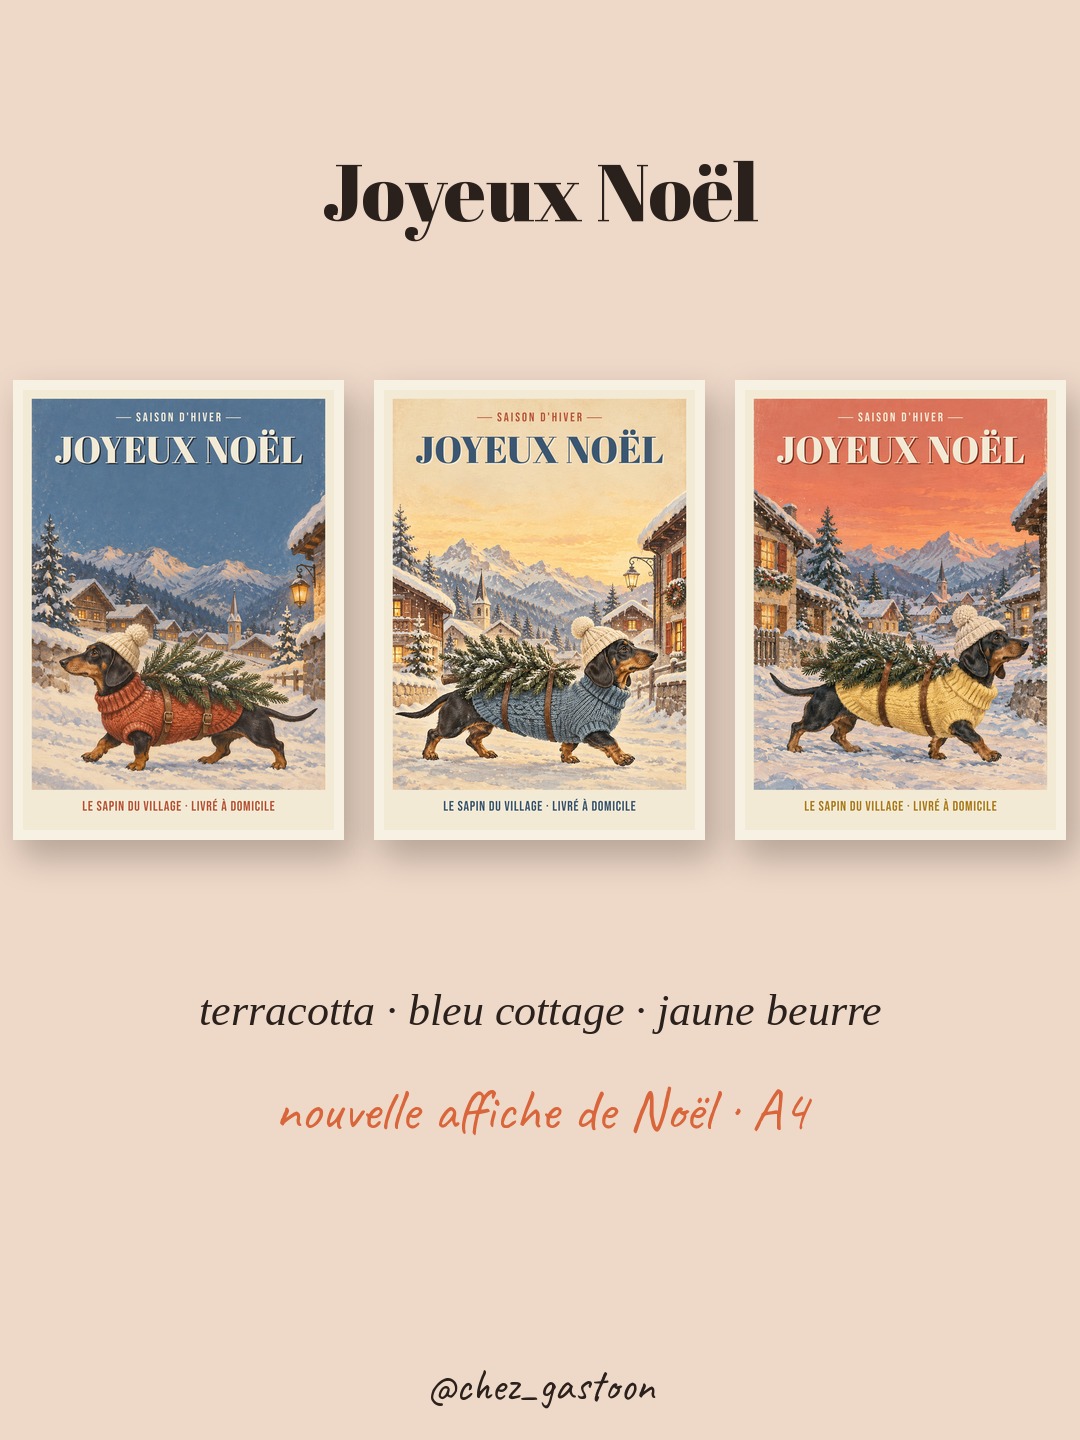 Joyeux Noël
SAISON D'HIVER
JOYEUX NOËL
LE SAPIN DU VILLAGE · LIVRÉ À DOMICILE
SAISON D'HIVER
JOYEUX NOËL
LE SAPIN DU VILLAGE · LIVRÉ À DOMICILE
SAISON D'HIVER
JOYEUX NOËL
LE SAPIN DU VILLAGE · LIVRÉ À DOMICILE
terracotta · bleu cottage · jaune beurre
nouvelle affiche de Noël · A4
@chez_gastoon